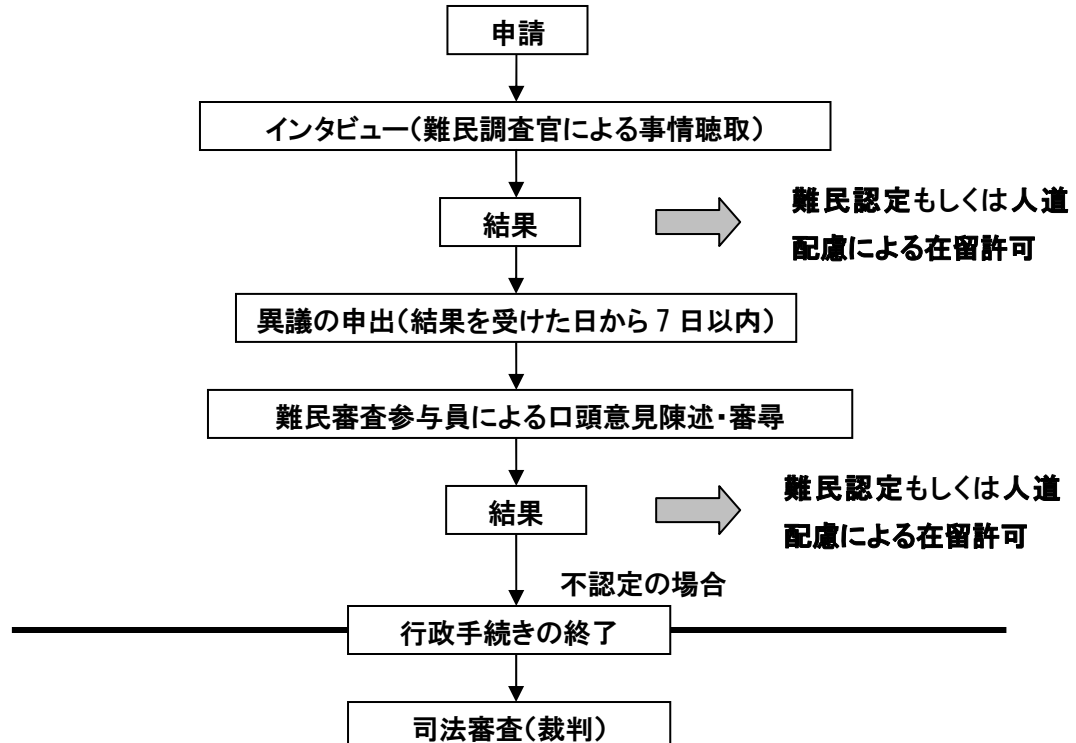 申請
インタビュー(難民調査官による事情聴取)
結果
難民認定もしくは人道
配慮による在留許可
異議の申出(結果を受けた日から 7 日以内)
難民審査参与員による口頭意見陳述・審尋
結果
難民認定もしくは人道
配慮による在留許可
不認定の場合
行政手続きの終了
司法審査(裁判)